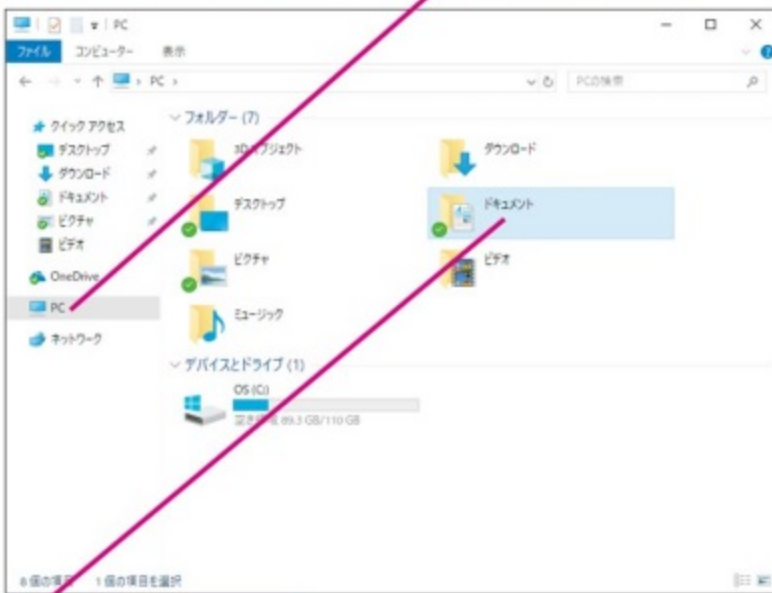 PC
ファイル コンピューター 表示
PC
PCの検索
クイック アクセス
デスクトップ
ダウンロード
ドキュメント
ピクチャ
ビデオ
OneDrive
PC
ネットワーク
フォルダー (7)
3Dオブジェクト
ダウンロード
デスクトップ
ドキュメント
ピクチャ
ビデオ
ミュージック
デバイスとドライブ (1)
OS (C:)
空き領域 89.3 GB/110 GB
8 個の項目 1 個の項目を選択